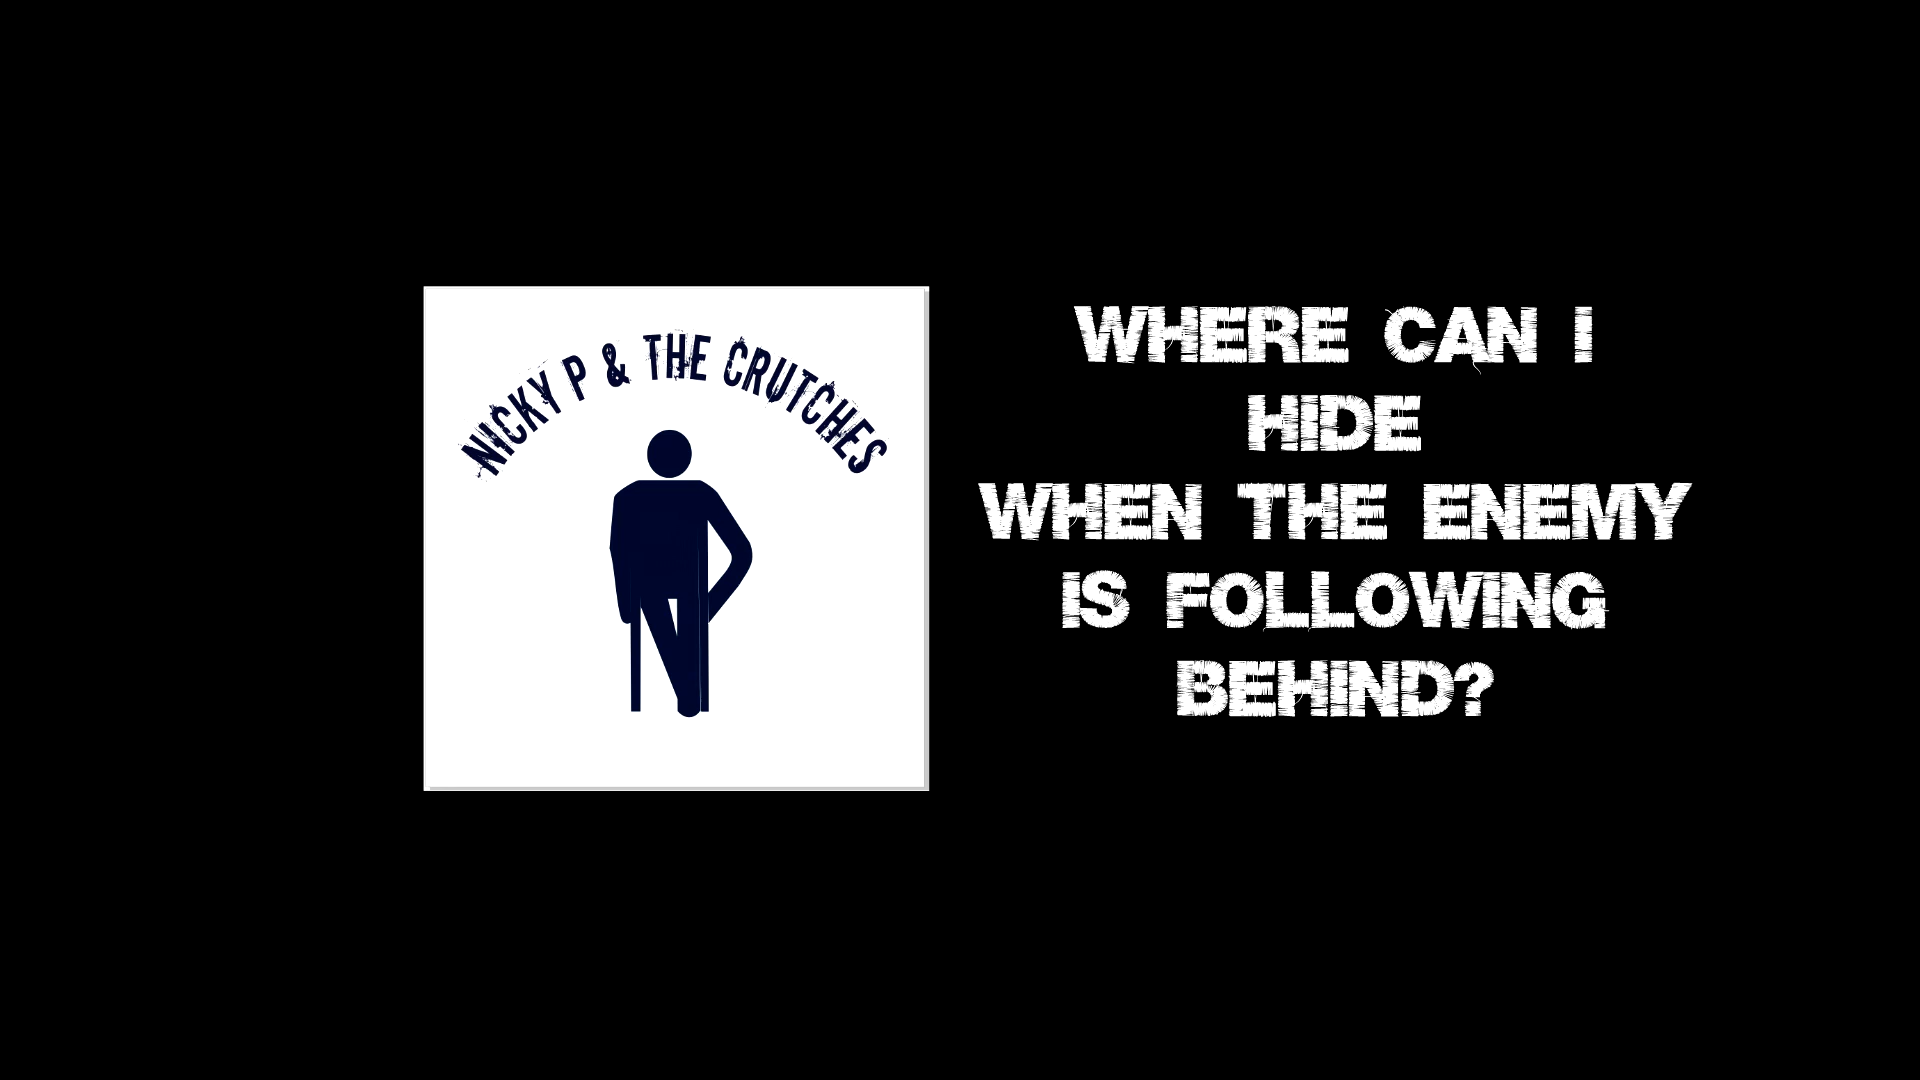 NICKY P & THE CRUTCHES
WHERE CAN I
HIDE
WHEN THE ENEMY
IS FOLLOWING
BEHIND?